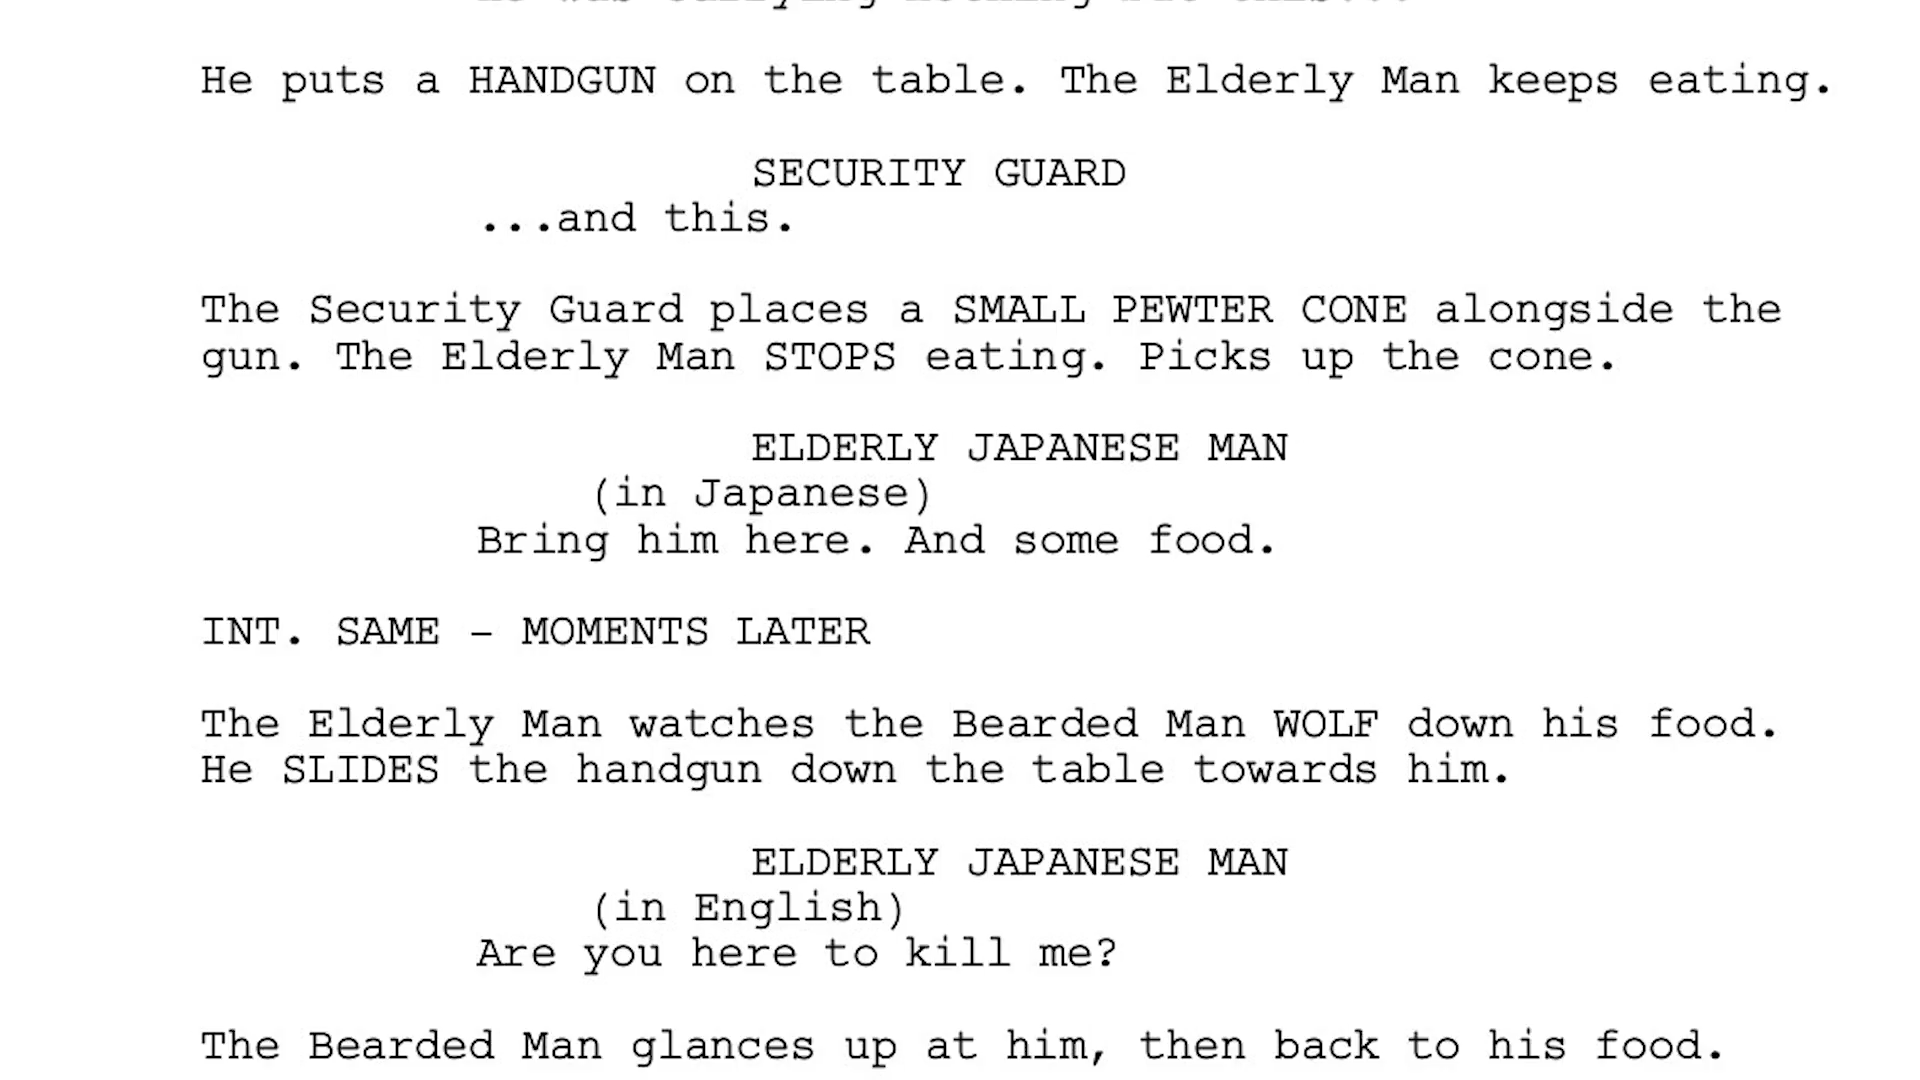 He puts a HANDGUN on the table. The Elderly Man keeps eating.
SECURITY GUARD
...and this.
The Security Guard places a SMALL PEWTER CONE alongside the
gun. The Elderly Man STOPS eating. Picks up the cone.
ELDERLY JAPANESE MAN
(in Japanese)
Bring him here. And some food.
INT. SAME – MOMENTS LATER
The Elderly Man watches the Bearded Man WOLF down his food.
He SLIDES the handgun down the table towards him.
ELDERLY JAPANESE MAN
(in English)
Are you here to kill me?
The Bearded Man glances up at him, then back to his food.